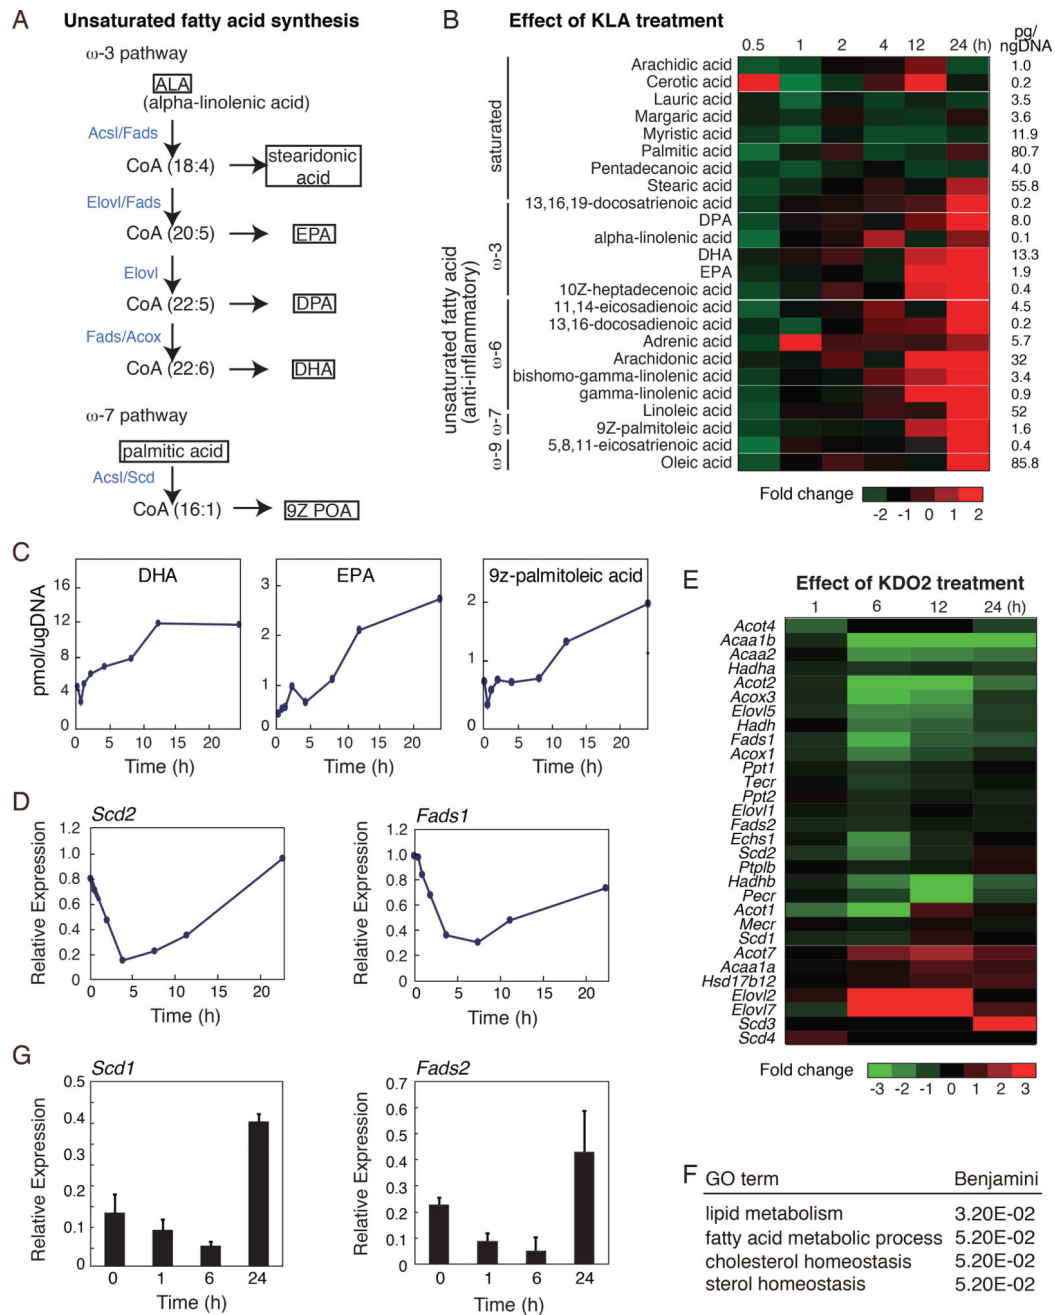 A Unsaturated fatty acid synthesis
ω-3 pathway
ALA
(alpha-linolenic acid)
Acsl/Fads
CoA (18:4)
stearidonic
acid
Elovl/Fads
CoA (20:5)
EPA
Elovl
CoA (22:5)
DPA
Fads/Acox
CoA (22:6)
DHA
ω-7 pathway
palmitic acid
Acsl/Scd
CoA (16:1)
9Z POA
B Effect of KLA treatment
0.5 1 2 4 12 24 (h)
pg/
ngDNA
saturated
Arachidic acid 1.0
Cerotic acid 0.2
Lauric acid 3.5
Margaric acid 3.6
Myristic acid 11.9
Palmitic acid 80.7
Pentadecanoic acid 4.0
Stearic acid 55.8
unsaturated fatty acid
(anti-inflammatory)
ω-3
13,16,19-docosatrienoic acid 0.2
DPA 8.0
alpha-linolenic acid 0.1
DHA 13.3
EPA 1.9
10Z-heptadecenoic acid 0.4
ω-6
11,14-eicosadienoic acid 4.5
13,16-docosadienoic acid 0.2
Adrenic acid 5.7
Arachidonic acid 32
bishomo-gamma-linolenic acid 3.4
gamma-linolenic acid 0.9
Linoleic acid 52
ω-7
9Z-palmitoleic acid 1.6
ω-9
5,8,11-eicosatrienoic acid 0.4
Oleic acid 85.8
Fold change
-2 -1 0 1 2
C
pmol/ugDNA
DHA
16
12
8
4
0
0 5 10 15 20
Time (h)
EPA
3
2
1
0
0 5 10 15 20
Time (h)
9z-palmitoleic acid
2
1
0
0 5 10 15 20
Time (h)
D
Scd2
Relative Expression
1.2
1.0
0.8
0.6
0.4
0.2
0
0 5 10 15 20
Time (h)
Fads1
Relative Expression
1.2
1.0
0.8
0.6
0.4
0.2
0
0 5 10 15 20
Time (h)
E Effect of KDO2 treatment
1 6 12 24 (h)
Acot4
Acaa1b
Acaa2
Hadha
Acot2
Acox3
Elovl5
Hadh
Fads1
Acox1
Ppt1
Tecr
Ppt2
Elovl1
Fads2
Echs1
Scd2
Ptplb
Hadhb
Pecr
Acot1
Mecr
Scd1
Acot7
Acaa1a
Hsd17b12
Elovl2
Elovl7
Scd3
Scd4
Fold change
-3 -2 -1 0 1 2 3
G
Scd1
Relative Expression
0.5
0.4
0.3
0.2
0.1
0
0 1 6 24
Time (h)
Fads2
Relative Expression
0.7
0.6
0.5
0.4
0.3
0.2
0.1
0
0 1 6 24
Time (h)
F GO term Benjamini
lipid metabolism 3.20E-02
fatty acid metabolic process 5.20E-02
cholesterol homeostasis 5.20E-02
sterol homeostasis 5.20E-02